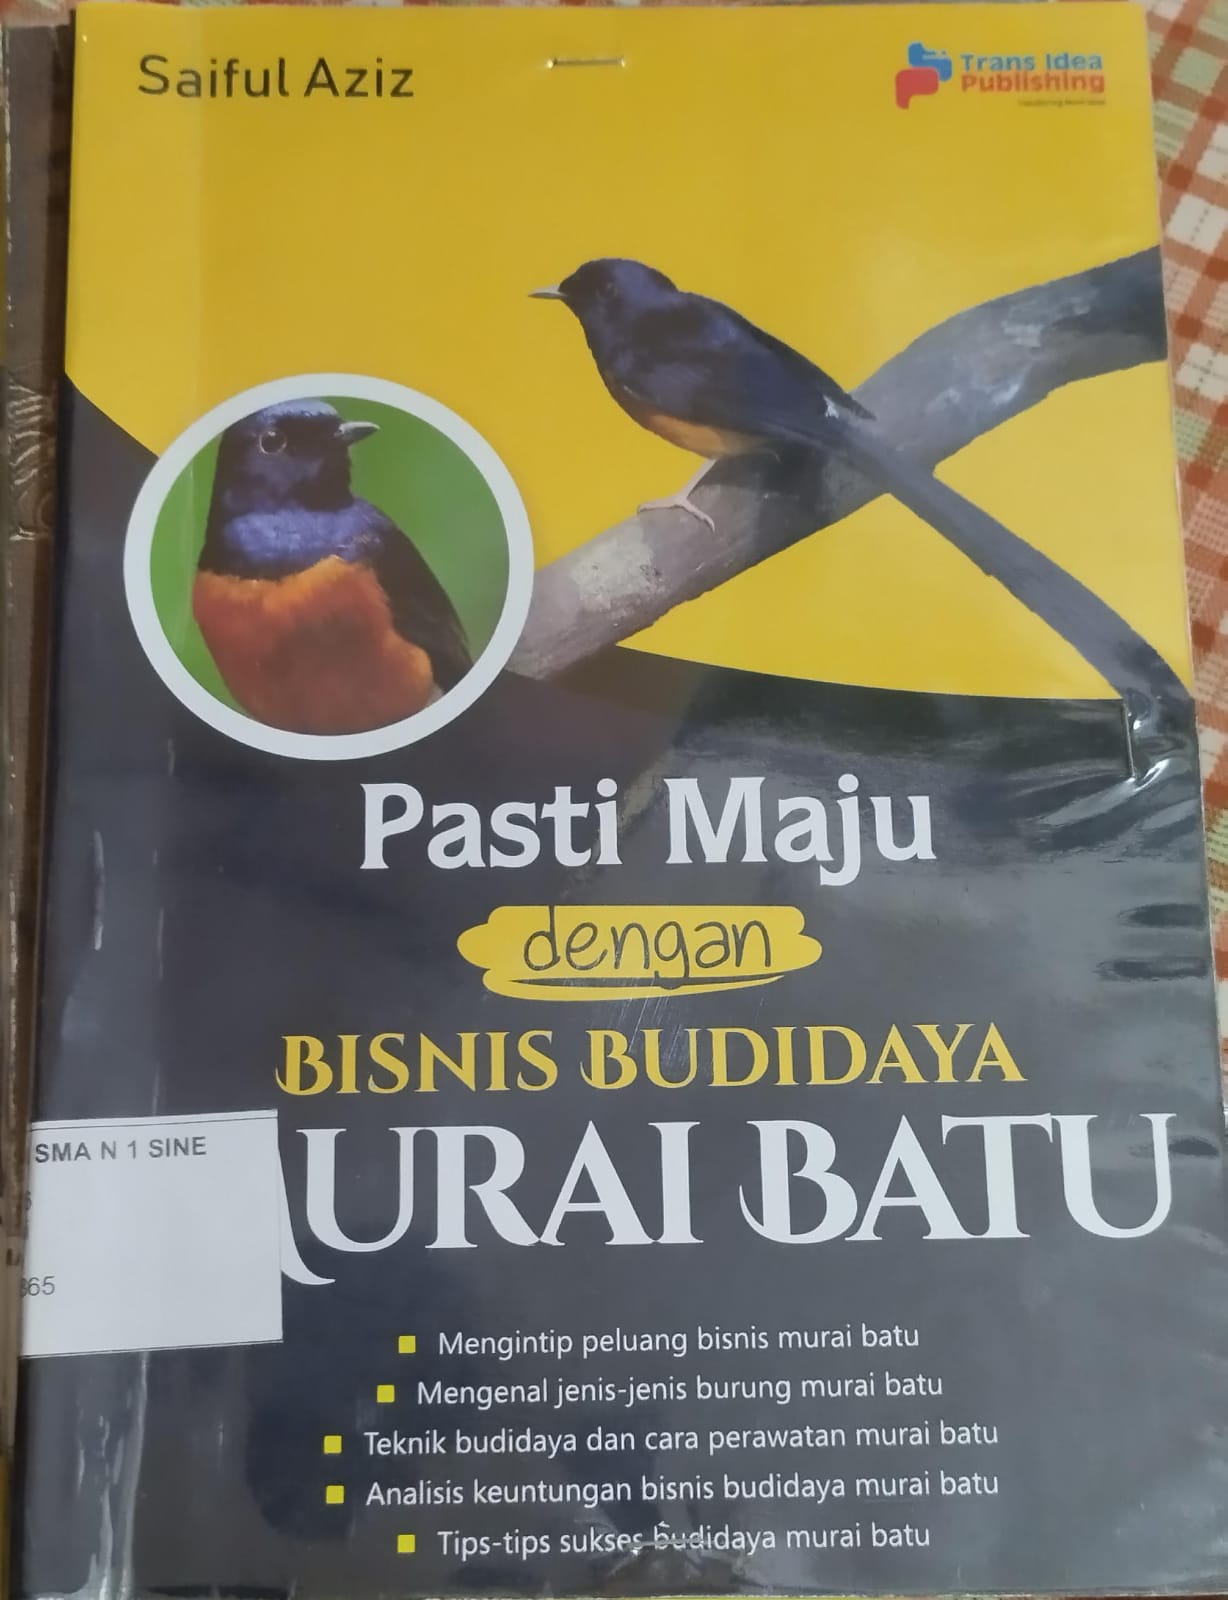 Saiful Aziz
Trans Idea
Publishing
Pasti Maju
dengan
BISNIS BUDIDAYA
URAI BATU
SMA N 1 SINE
365
Mengintip peluang bisnis murai batu
Mengenal jenis-jenis burung murai batu
Teknik budidaya dan cara perawatan murai batu
Analisis keuntungan bisnis budidaya murai batu
Tips-tips sukses budidaya murai batu